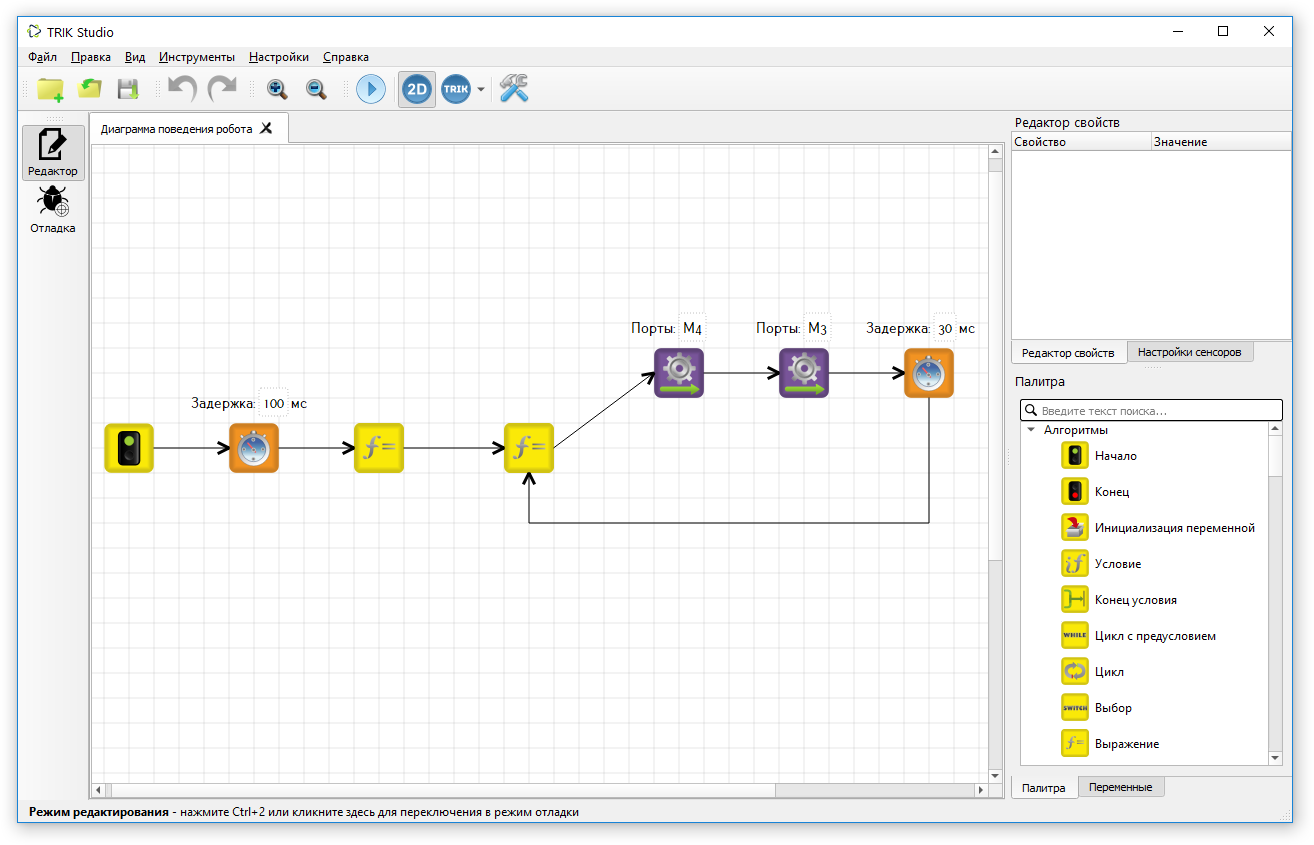 TRIK Studio
Файл Правка Вид Инструменты Настройки Справка
2D TRIK
Редактор
Отладка
Диаграмма поведения робота
Порты: M4 Порты: M3 Задержка: 30 мс
Задержка: 100 мс
f= f=
Редактор свойств
Свойство Значение
Редактор свойств Настройки сенсоров
Палитра
Введите текст поиска...
Алгоритмы
Начало
Конец
Инициализация переменной
if Условие
Конец условия
WHILE Цикл с предусловием
Цикл
SWITCH Выбор
f= Выражение
Палитра Переменные
Режим редактирования - нажмите Ctrl+2 или кликните здесь для переключения в режим отладки